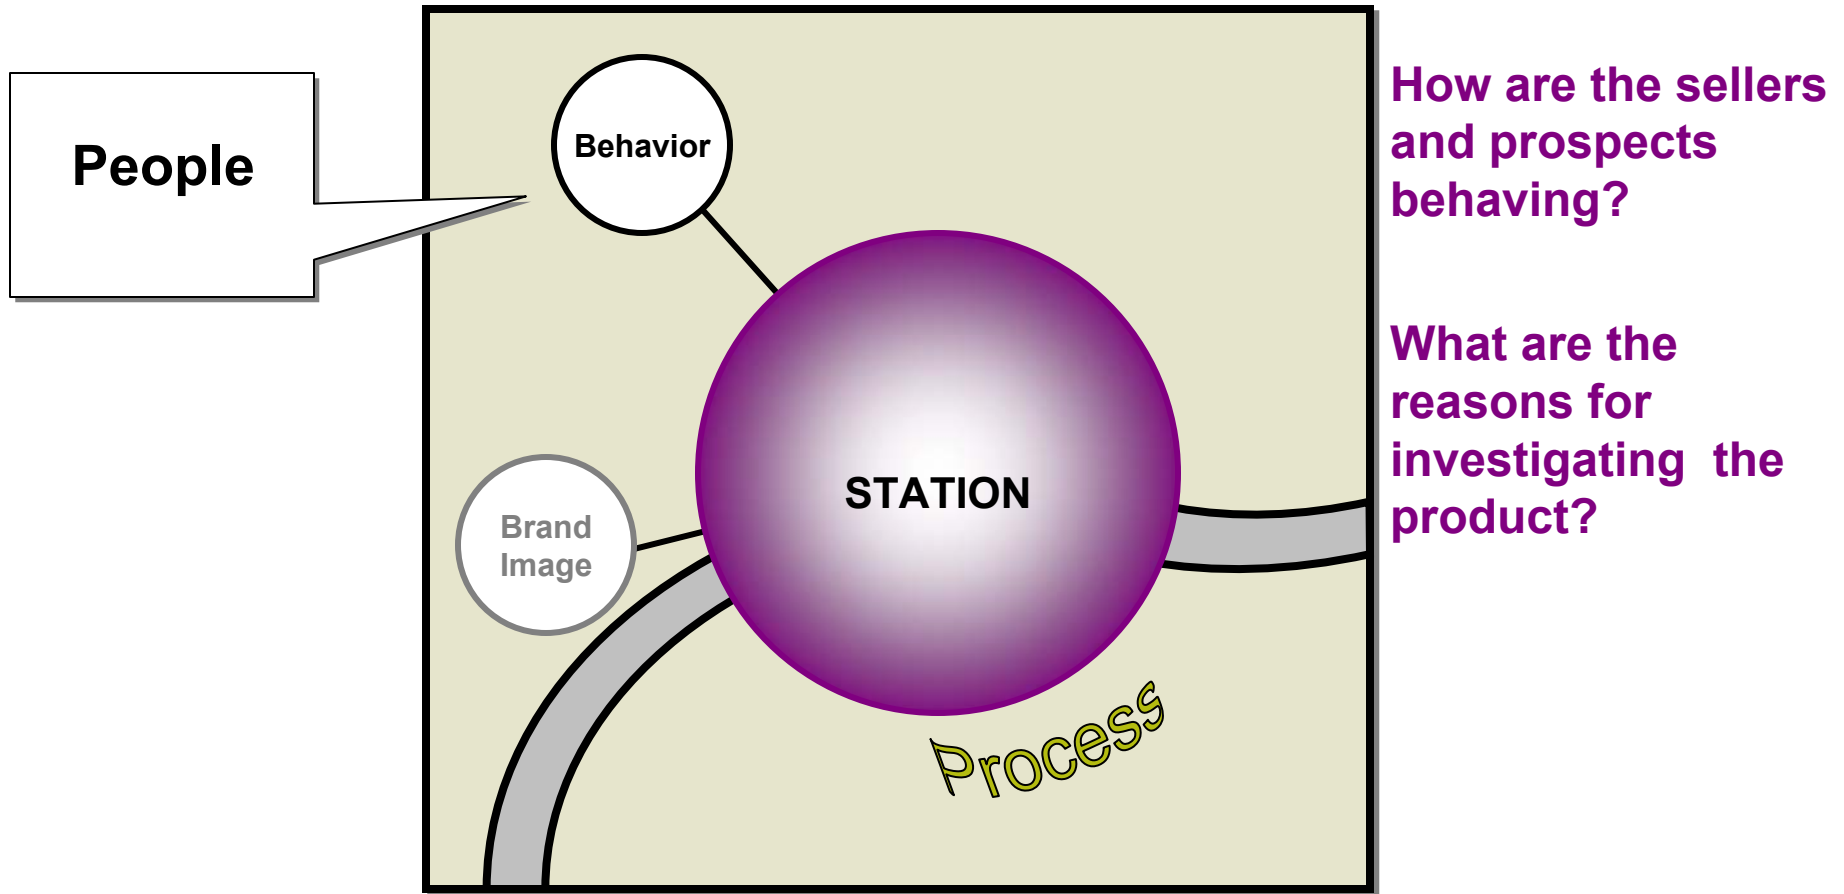 People
Behavior
Brand
Image
STATION
Process
How are the sellers
and prospects
behaving?
What are the
reasons for
investigating  the
product?